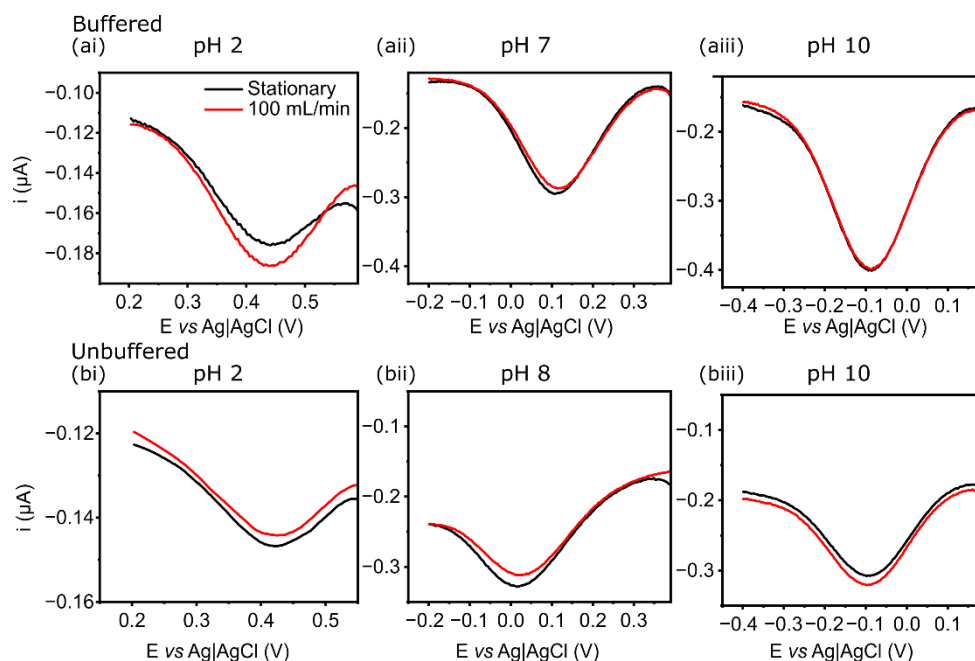 Buffered
(ai) pH 2 (aii) pH 7 (aiii) pH 10
Stationary
100 mL/min
i (µA)
−0.10
−0.12
−0.14
−0.16
−0.18
0.2 0.3 0.4 0.5
E vs Ag|AgCl (V)
−0.2
−0.3
−0.4
−0.2 −0.1 0.0 0.1 0.2 0.3
E vs Ag|AgCl (V)
−0.2
−0.3
−0.4
−0.4 −0.3 −0.2 −0.1 0.0 0.1
E vs Ag|AgCl (V)
Unbuffered
(bi) pH 2 (bii) pH 8 (biii) pH 10
i (µA)
−0.12
−0.14
−0.16
0.2 0.3 0.4 0.5
E vs Ag|AgCl (V)
−0.1
−0.2
−0.3
−0.2 −0.1 0.0 0.1 0.2 0.3
E vs Ag|AgCl (V)
−0.1
−0.2
−0.3
−0.4 −0.3 −0.2 −0.1 0.0 0.1
E vs Ag|AgCl (V)